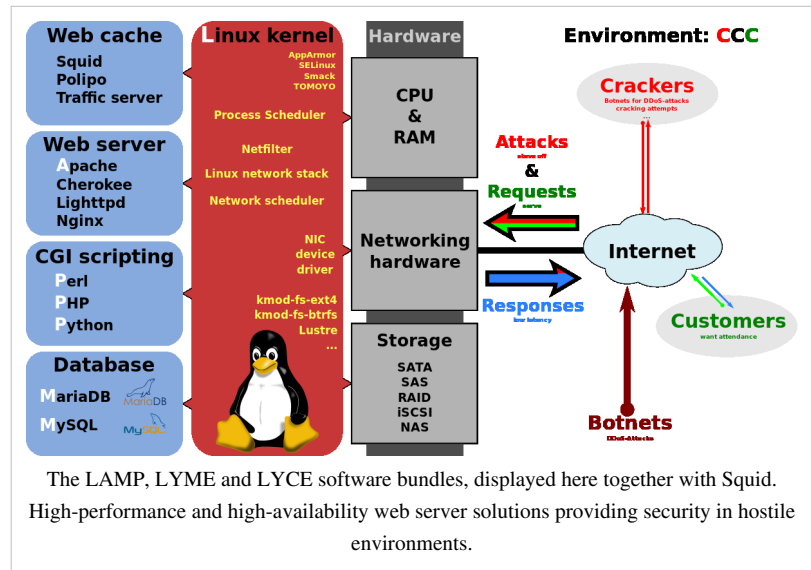 Web cache
Squid
Polipo
Traffic server
Web server
Apache
Cherokee
Lighttpd
Nginx
CGI scripting
Perl
PHP
Python
Database
MariaDB
MariaDB
MySQL
MySQL
Linux kernel
AppArmor
SELinux
Smack
TOMOYO
Process Scheduler
Netfilter
Linux network stack
Network scheduler
NIC
device
driver
kmod-fs-ext4
kmod-fs-btrfs
Lustre
...
Hardware
CPU
&
RAM
Networking
hardware
Storage
SATA
SAS
RAID
iSCSI
NAS
Environment: CCC
Crackers
Botnets for DDoS-attacks
cracking attempts
...
Attacks
stave off
&
Requests
Responses
low latency
Internet
Customers
want attendance
Botnets
DDoS-Attacks
The LAMP, LYME and LYCE software bundles, displayed here together with Squid.
High-performance and high-availability web server solutions providing security in hostile
environments.